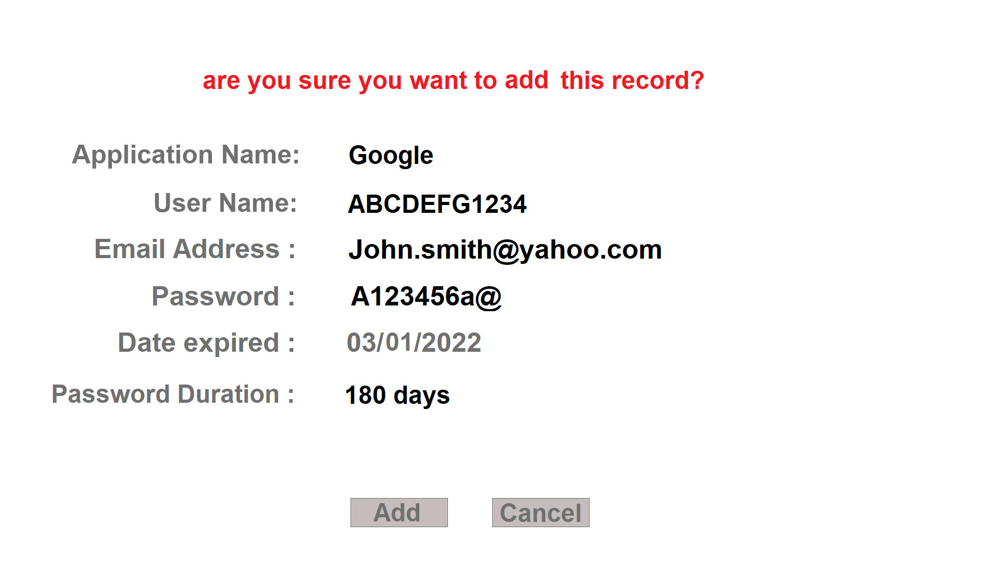 are you sure you want to add this record?
Application Name: Google
User Name: ABCDEFG1234
Email Address : John.smith@yahoo.com
Password : A123456a@
Date expired : 03/01/2022
Password Duration : 180 days
Add Cancel